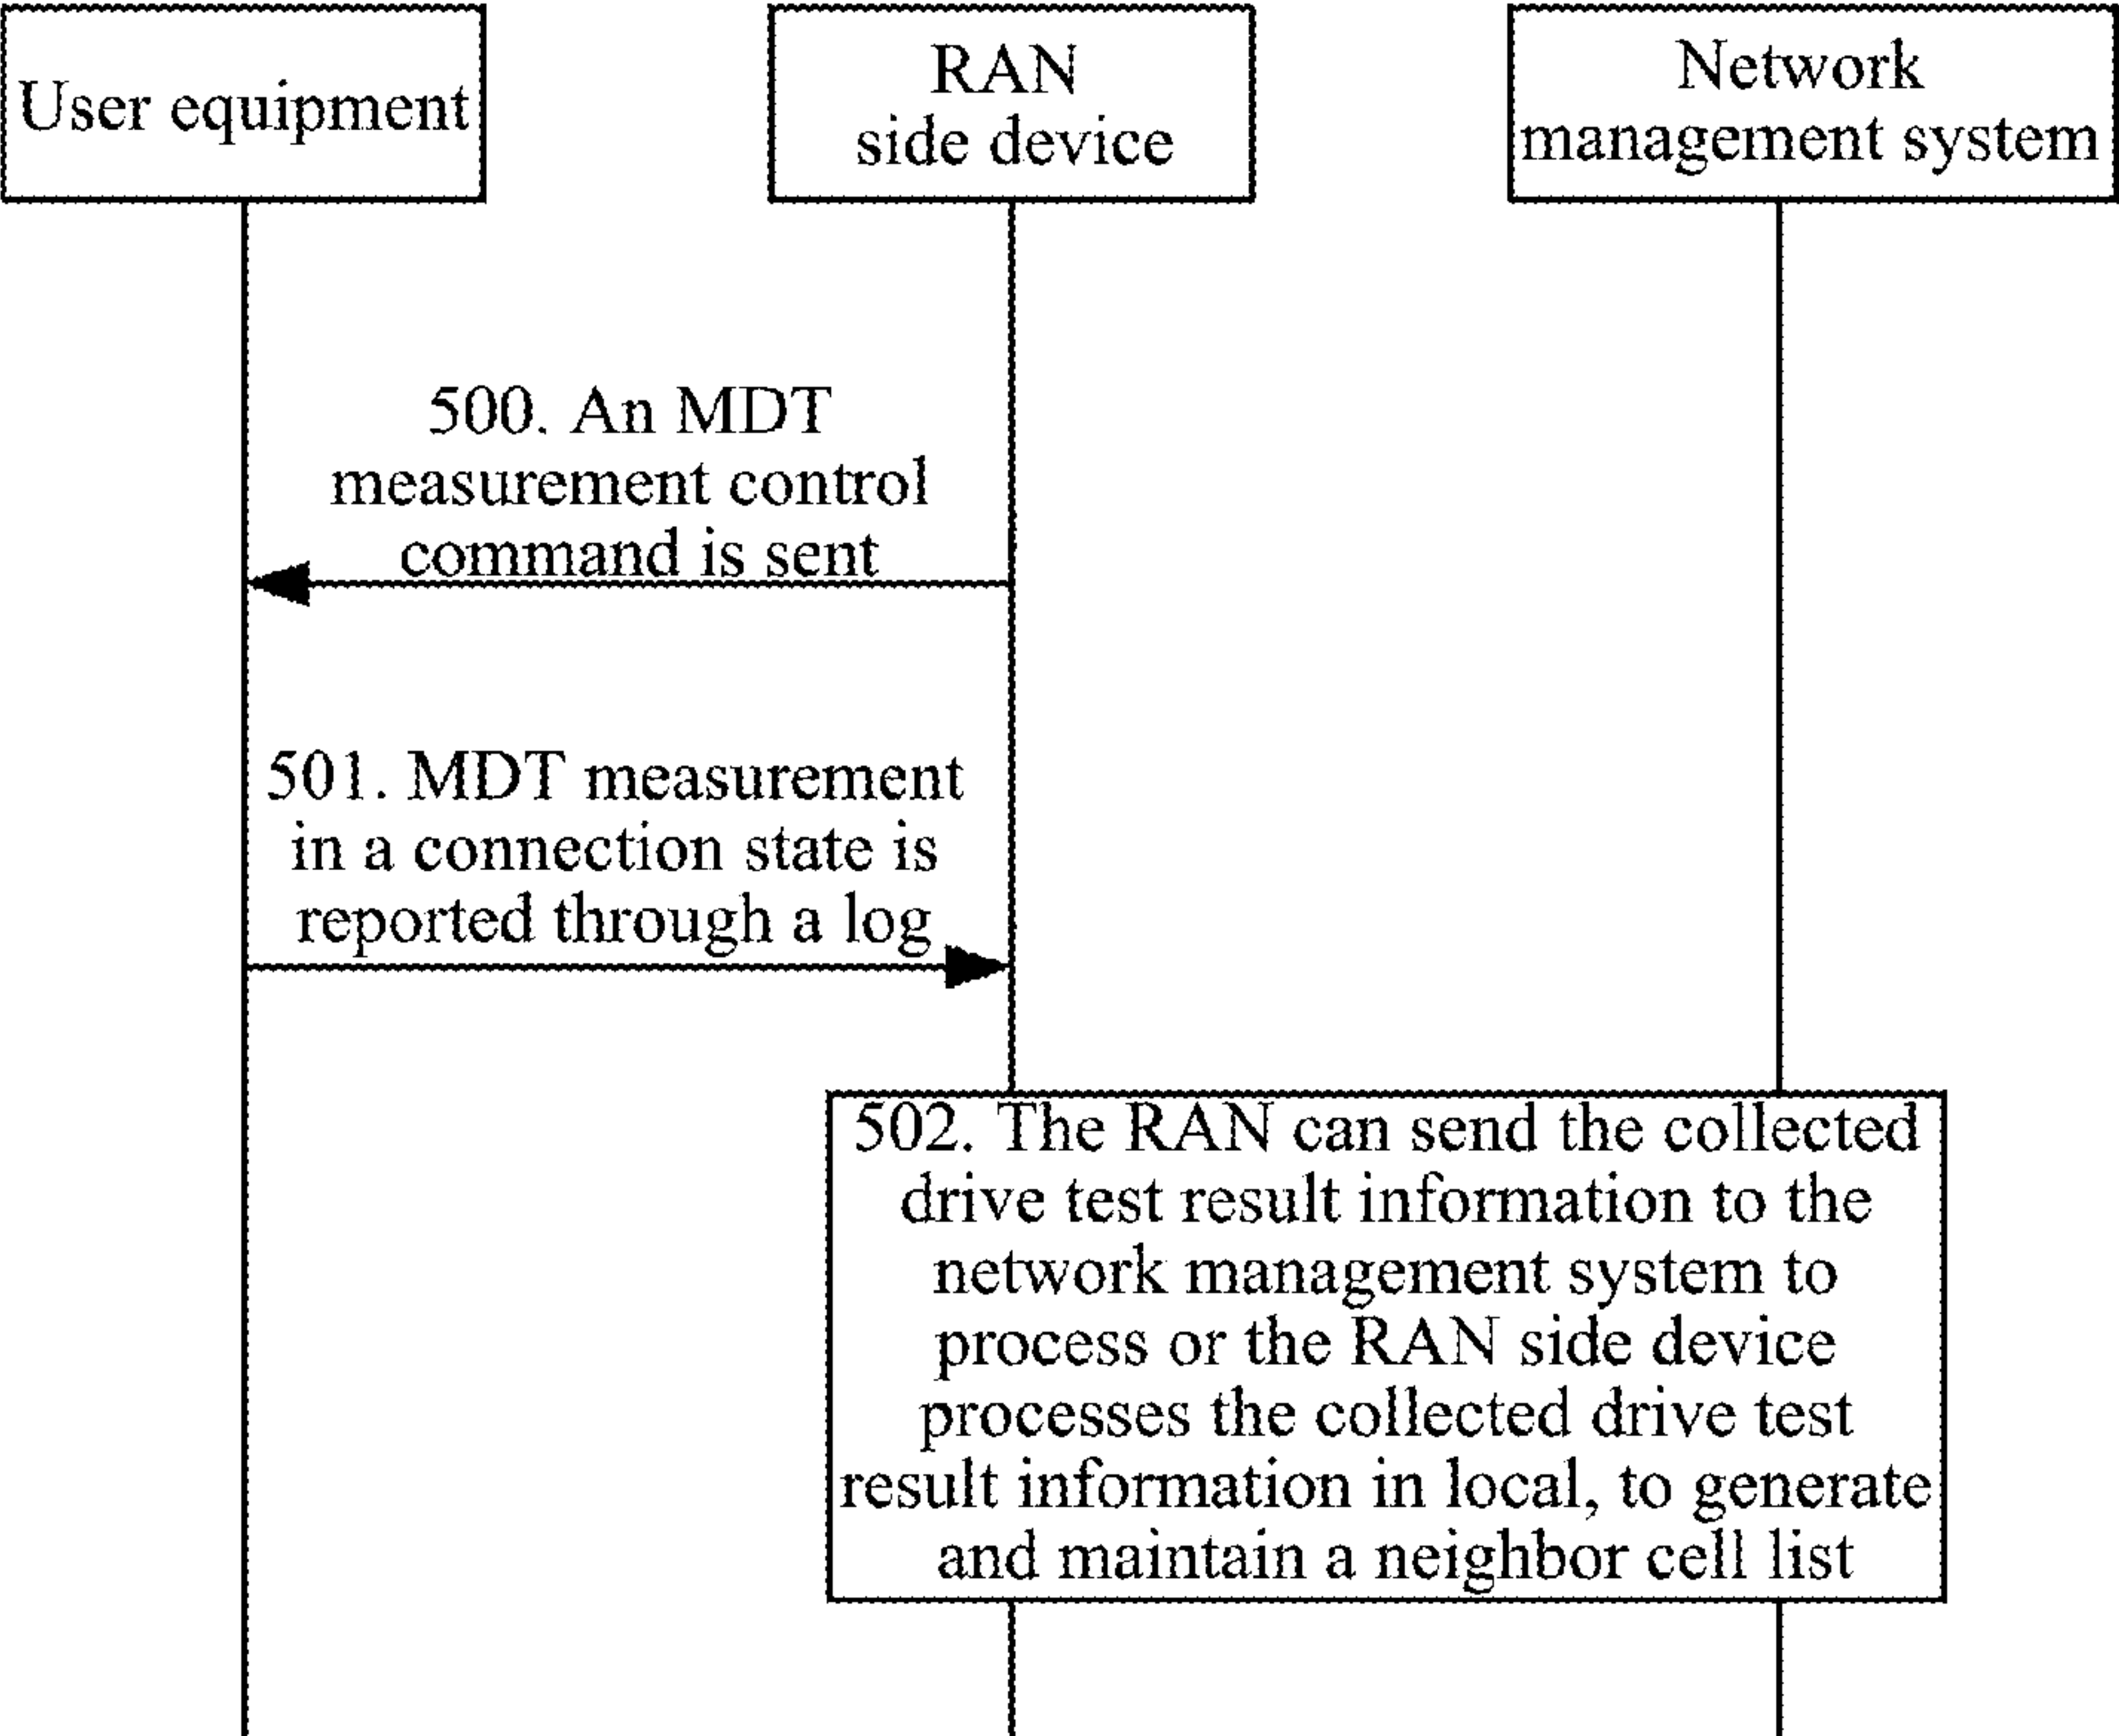 User equipment
RAN
side device
Network
management system
500. An MDT
measurement control
command is sent
501. MDT measurement
in a connection state is
reported through a log
502. The RAN can send the collected
drive test result information to the
network management system to
process or the RAN side device
processes the collected drive test
result information in local, to generate
and maintain a neighbor cell list